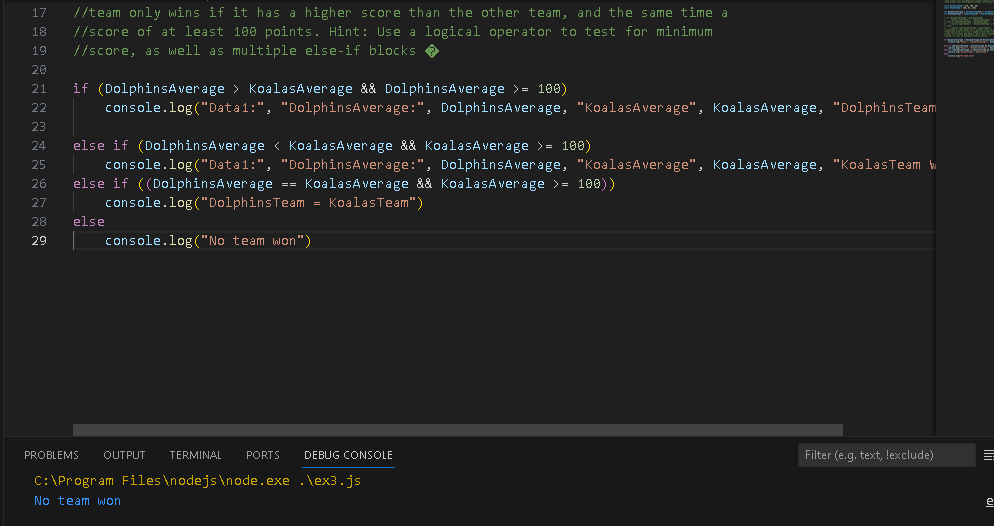 17 //team only wins if it has a higher score than the other team, and the same time a
18 //score of at least 100 points. Hint: Use a logical operator to test for minimum
19 //score, as well as multiple else-if blocks �
20
21 if (DolphinsAverage > KoalasAverage && DolphinsAverage >= 100)
22 console.log("Data1:", "DolphinsAverage:", DolphinsAverage, "KoalasAverage", KoalasAverage, "DolphinsTeam
23
24 else if (DolphinsAverage < KoalasAverage && KoalasAverage >= 100)
25 console.log("Data1:", "DolphinsAverage:", DolphinsAverage, "KoalasAverage", KoalasAverage, "KoalasTeam W
26 else if ((DolphinsAverage == KoalasAverage && KoalasAverage >= 100))
27 console.log("DolphinsTeam = KoalasTeam")
28 else
29 console.log("No team won")
PROBLEMS OUTPUT TERMINAL PORTS DEBUG CONSOLE Filter (e.g. text, !exclude)
C:\Program Files\nodejs\node.exe .\ex3.js
No team won
e